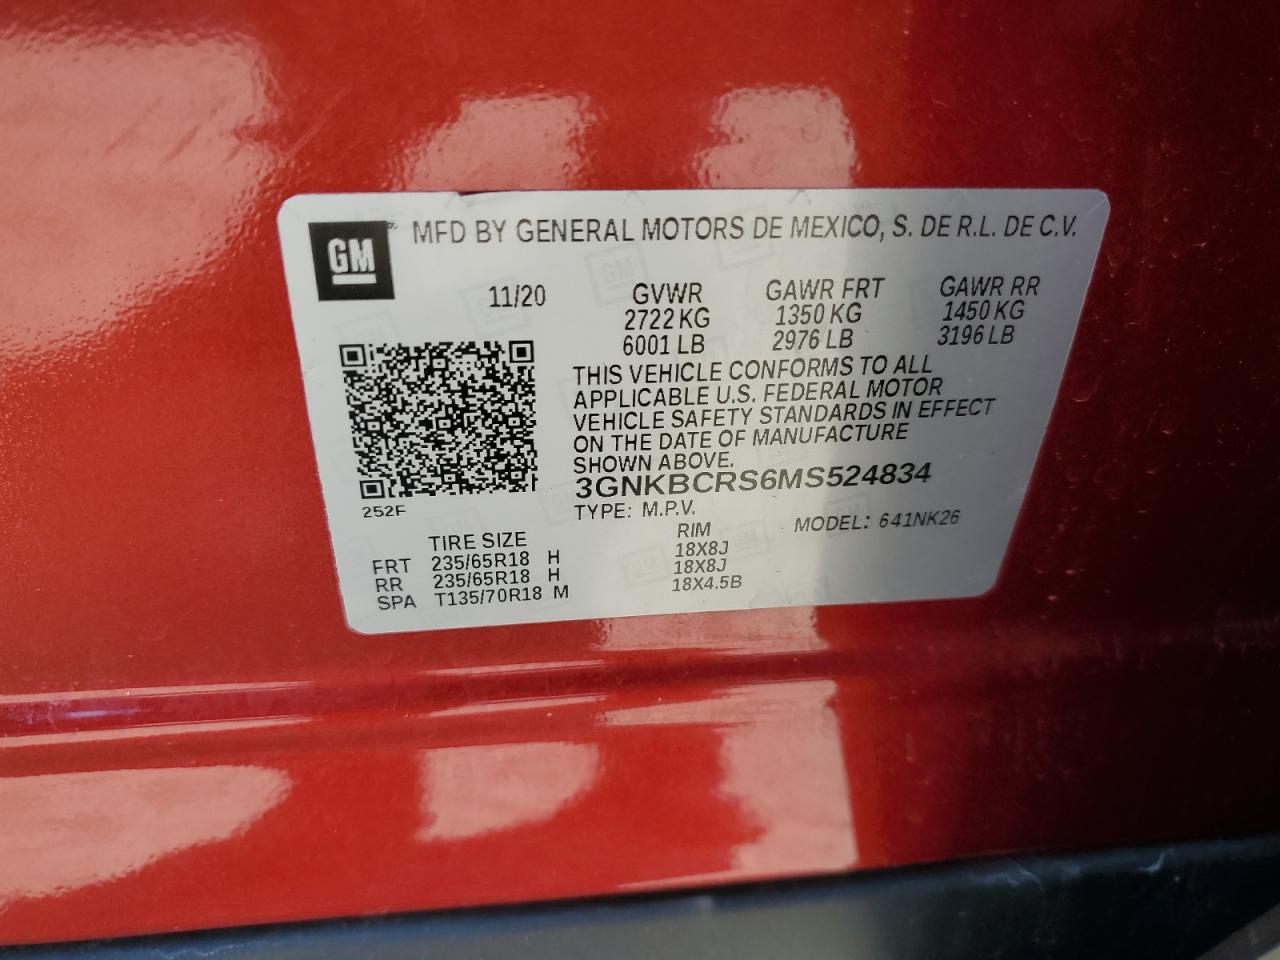 GM
MFD BY GENERAL MOTORS DE MEXICO, S. DE R.L. DE C.V.
11/20 GVWR GAWR FRT GAWR RR
2722 KG 1350 KG 1450 KG
6001 LB 2976 LB 3196 LB
THIS VEHICLE CONFORMS TO ALL
APPLICABLE U.S. FEDERAL MOTOR
VEHICLE SAFETY STANDARDS IN EFFECT
ON THE DATE OF MANUFACTURE
SHOWN ABOVE.
3GNKBCRS6MS524834
252F
TYPE: M.P.V. MODEL: 641NK26
TIRE SIZE RIM
FRT 235/65R18 H 18X8J
RR 235/65R18 H 18X8J
SPA T135/70R18 M 18X4.5B